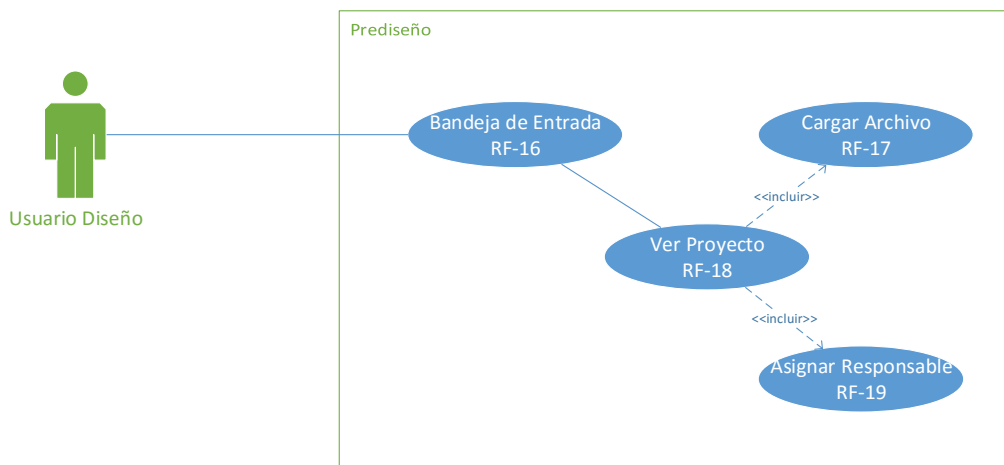 Prediseño
Bandeja de Entrada
RF-16
Cargar Archivo
RF-17
<<incluir>>
Usuario Diseño
Ver Proyecto
RF-18
<<incluir>>
Asignar Responsable
RF-19